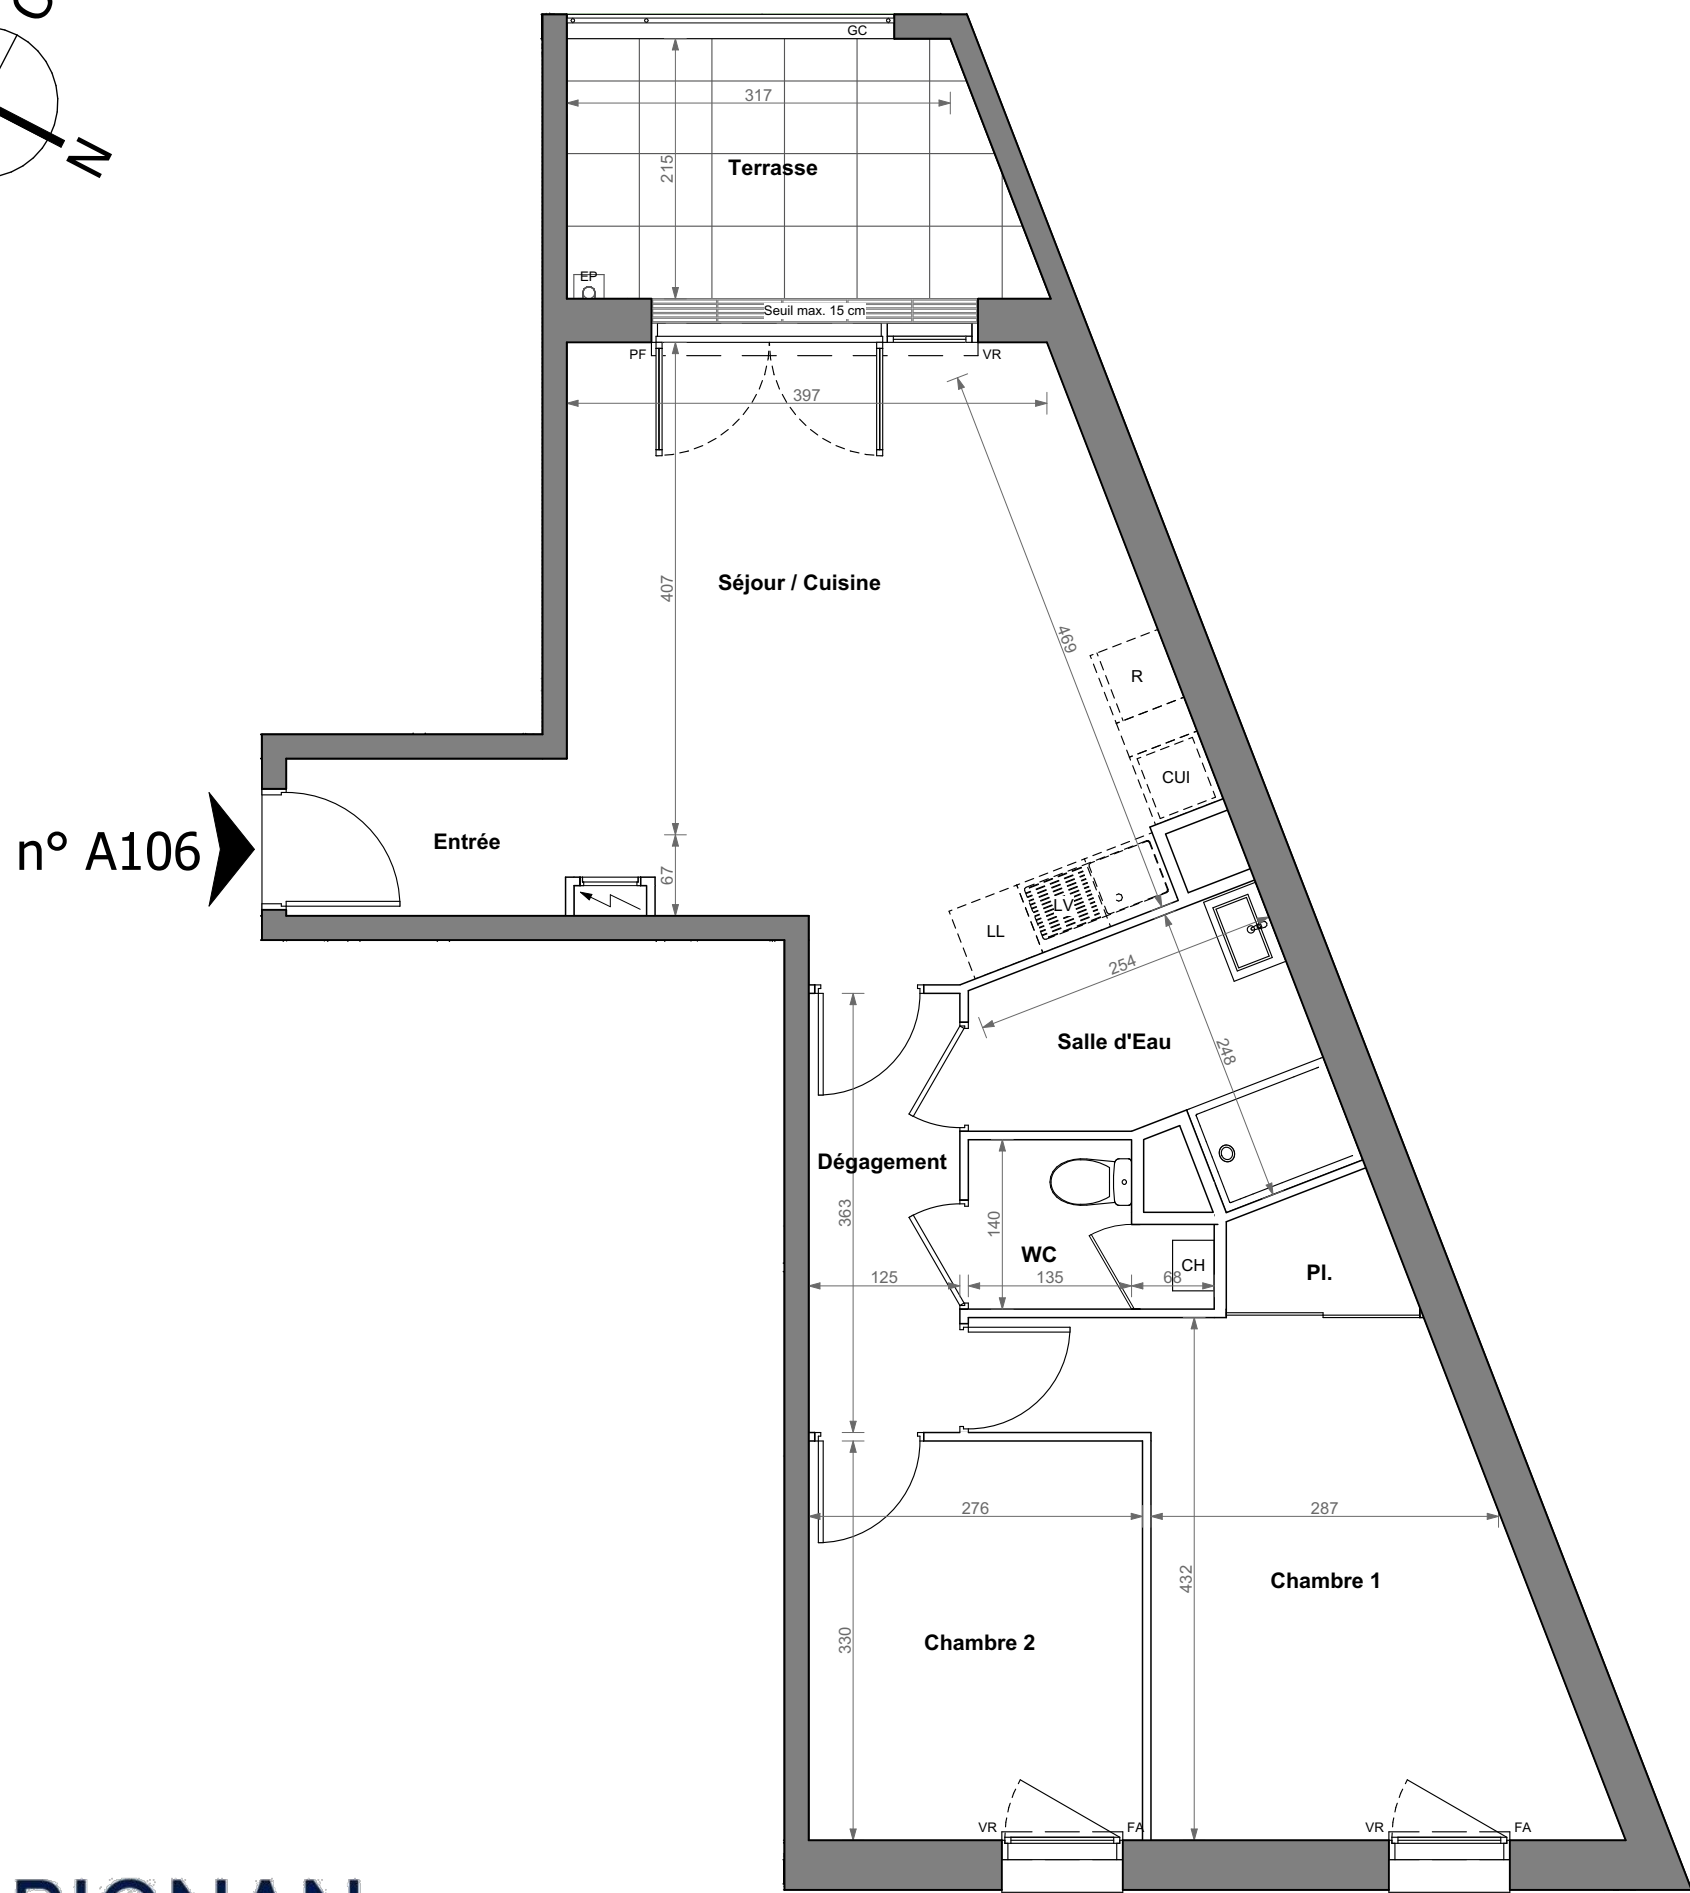 N
GC
317
215
Terrasse
EP
Seuil max. 15 cm
PF
VR
397
Séjour / Cuisine
407
469
R
CUI
n° A106
Entrée
67
LL
LV
254
Salle d'Eau
248
Dégagement
363
140
WC
CH
125
135
68
Pl.
276
287
432
Chambre 1
330
Chambre 2
VR
FA
VR
FA